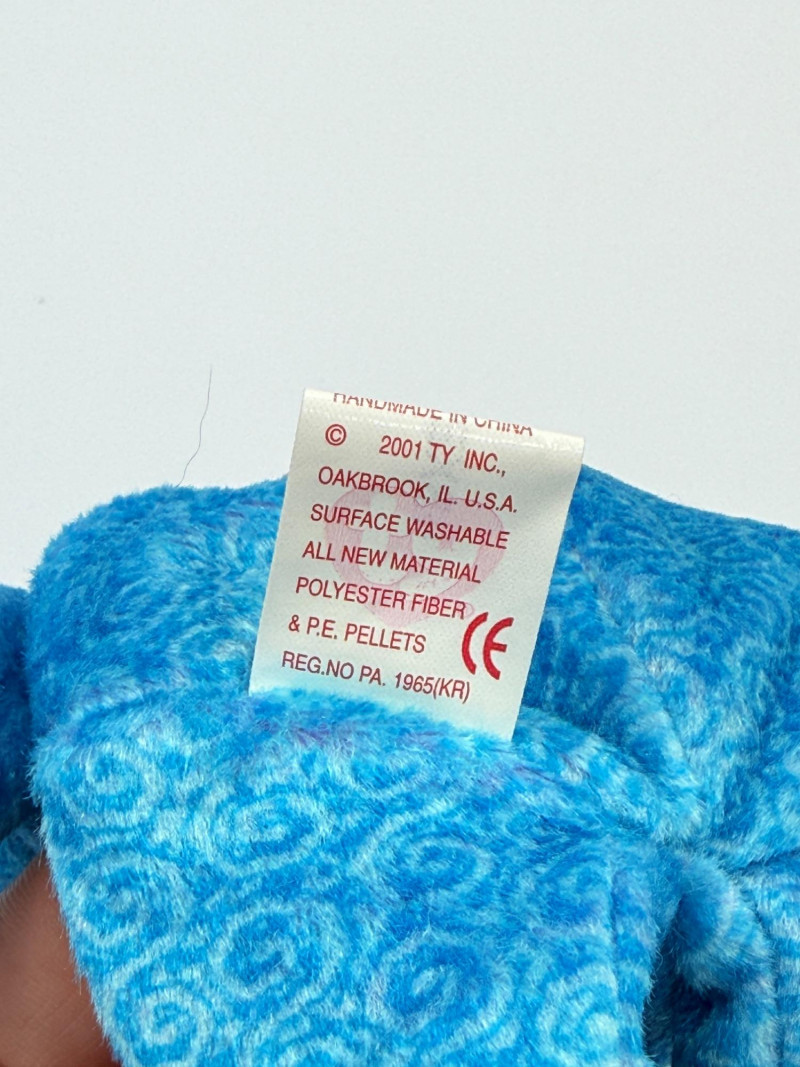 HANDMADE IN CHINA
© 2001 TY INC.,
OAKBROOK, IL. U.S.A.
SURFACE WASHABLE
ALL NEW MATERIAL
POLYESTER FIBER
& P.E. PELLETS CE
REG.NO PA. 1965(KR)